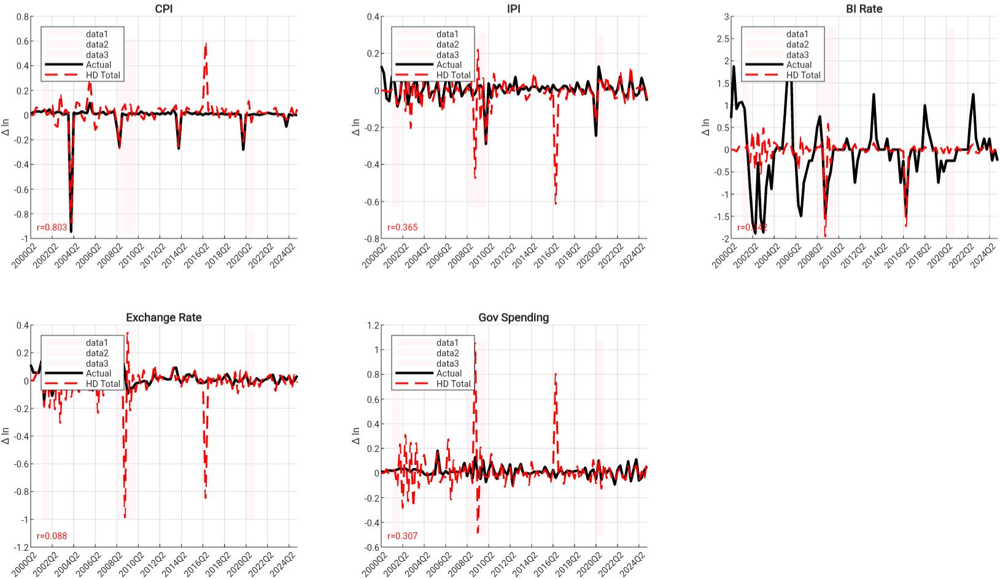 CPI
0.8
0.6
0.4
0.2
0
-0.2
-0.4
-0.6
-0.8
-1
Δ ln
data1
data2
data3
Actual
HD Total
r=0.803
2000Q2
2002Q2
2004Q2
2006Q2
2008Q2
2010Q2
2012Q2
2014Q2
2016Q2
2018Q2
2020Q2
2022Q2
2024Q2
IPI
0.4
0.2
0
-0.2
-0.4
-0.6
-0.8
Δ ln
data1
data2
data3
Actual
HD Total
r=0.365
2000Q2
2002Q2
2004Q2
2006Q2
2008Q2
2010Q2
2012Q2
2014Q2
2016Q2
2018Q2
2020Q2
2022Q2
2024Q2
BI Rate
3
2.5
2
1.5
1
0.5
0
-0.5
-1
-1.5
-2
Δ ln
data1
data2
data3
Actual
HD Total
2000Q2
2002Q2
2004Q2
2006Q2
2008Q2
2010Q2
2012Q2
2014Q2
2016Q2
2018Q2
2020Q2
2022Q2
2024Q2
Exchange Rate
0.4
0.2
0
-0.2
-0.4
-0.6
-0.8
-1
-1.2
Δ ln
data1
data2
data3
Actual
HD Total
r=0.088
2000Q2
2002Q2
2004Q2
2006Q2
2008Q2
2010Q2
2012Q2
2014Q2
2016Q2
2018Q2
2020Q2
2022Q2
2024Q2
Gov Spending
1.2
1
0.8
0.6
0.4
0.2
0
-0.2
-0.4
-0.6
Δ ln
data1
data2
data3
Actual
HD Total
r=0.307
2000Q2
2002Q2
2004Q2
2006Q2
2008Q2
2010Q2
2012Q2
2014Q2
2016Q2
2018Q2
2020Q2
2022Q2
2024Q2